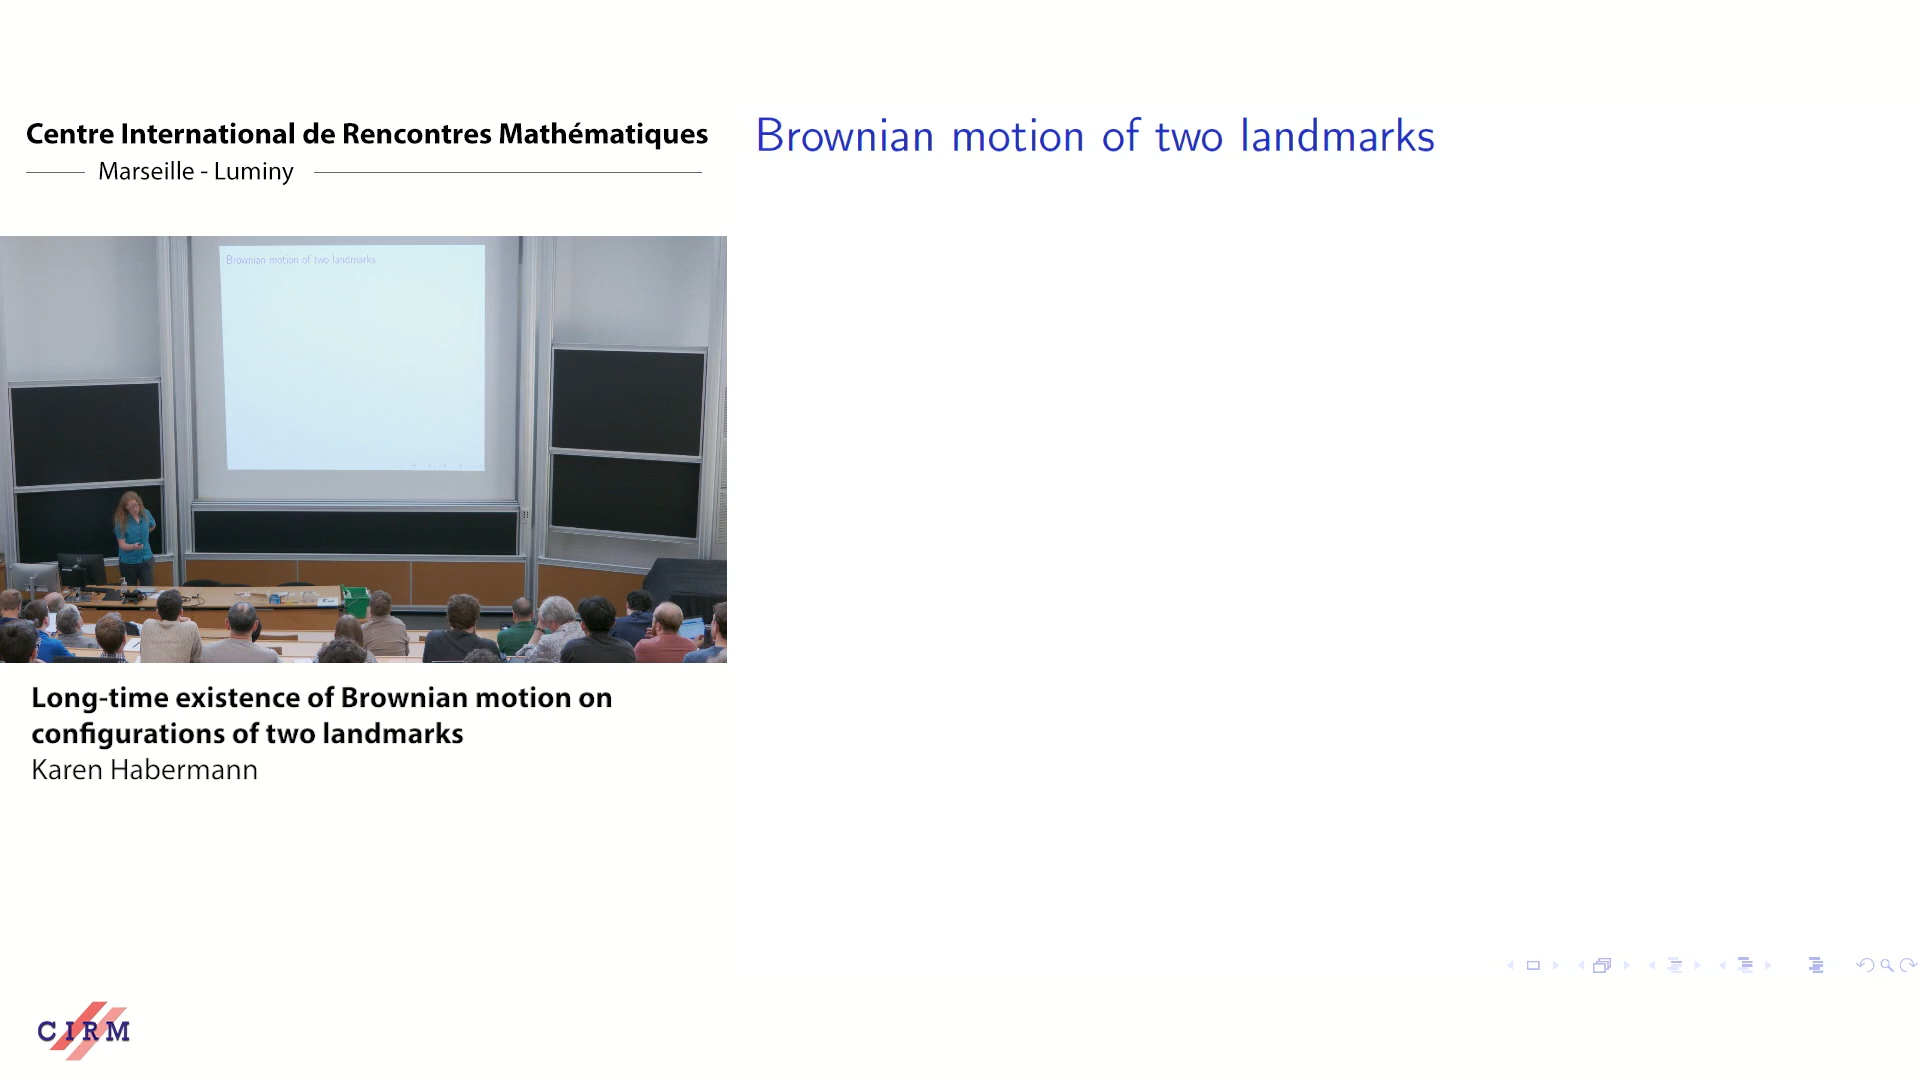 Centre International de Rencontres Mathématiques
Marseille - Luminy
Brownian motion of two landmarks
Brownian motion of two landmarks
Long-time existence of Brownian motion on
configurations of two landmarks
Karen Habermann
CIRM